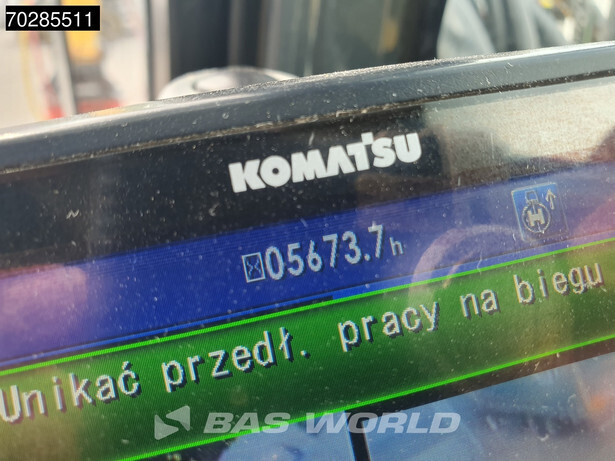 70285511
KOMATSU
05673.7h
Unikać przedł. pracy na biegu
BAS WORLD